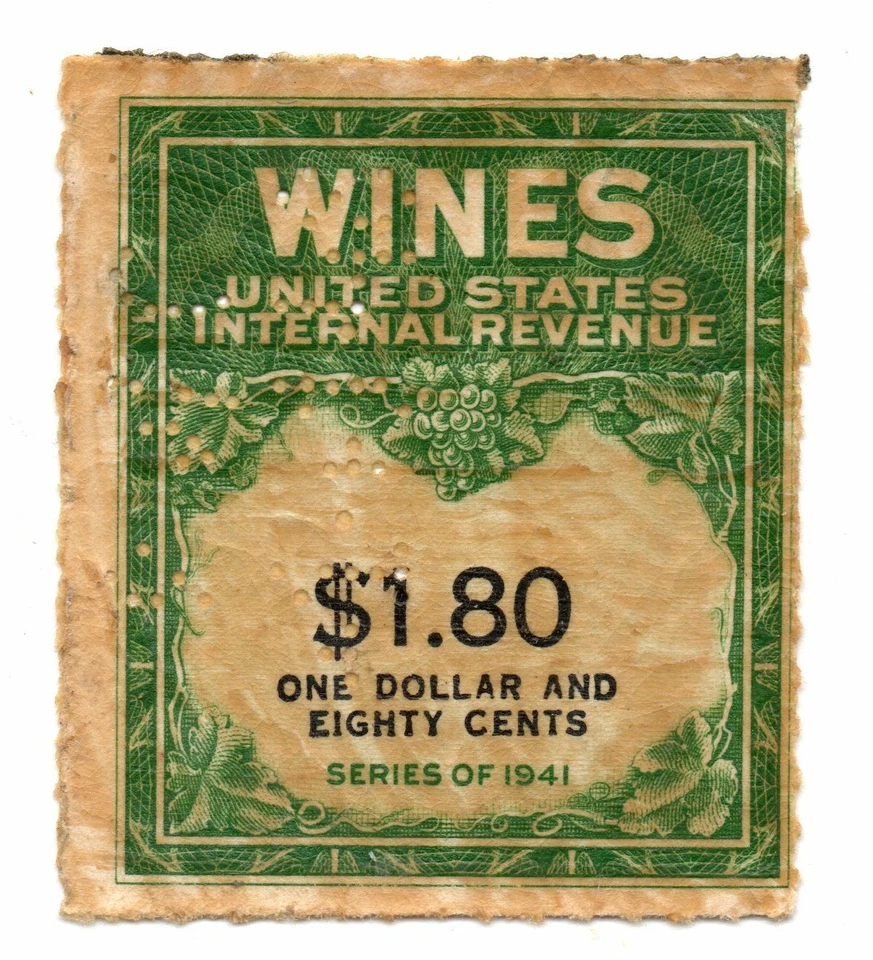 WINES
UNITED STATES
INTERNAL REVENUE
$1.80
ONE DOLLAR AND
EIGHTY CENTS
SERIES OF 1941